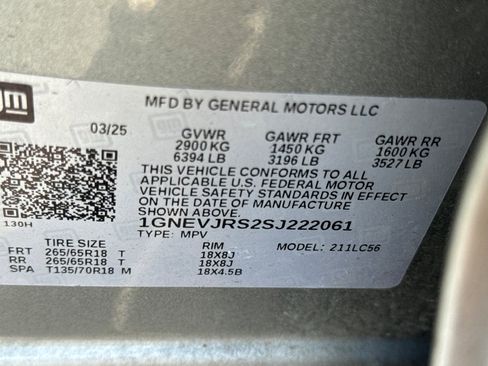 gm
MFD BY GENERAL MOTORS LLC
03/25 GVWR GAWR FRT GAWR RR
2900 KG 1450 KG 1600 KG
6394 LB 3196 LB 3527 LB
THIS VEHICLE CONFORMS TO ALL
APPLICABLE U.S. FEDERAL MOTOR
VEHICLE SAFETY STANDARDS IN EFFECT
ON THE DATE OF MANUFACTURE SHOWN ABOVE.
1GNEVJRS2SJ222061
130H TYPE: MPV MODEL: 211LC56
TIRE SIZE RIM
FRT 265/65R18 T 18X8J
RR 265/65R18 T 18X8J
SPA T135/70R18 M 18X4.5B